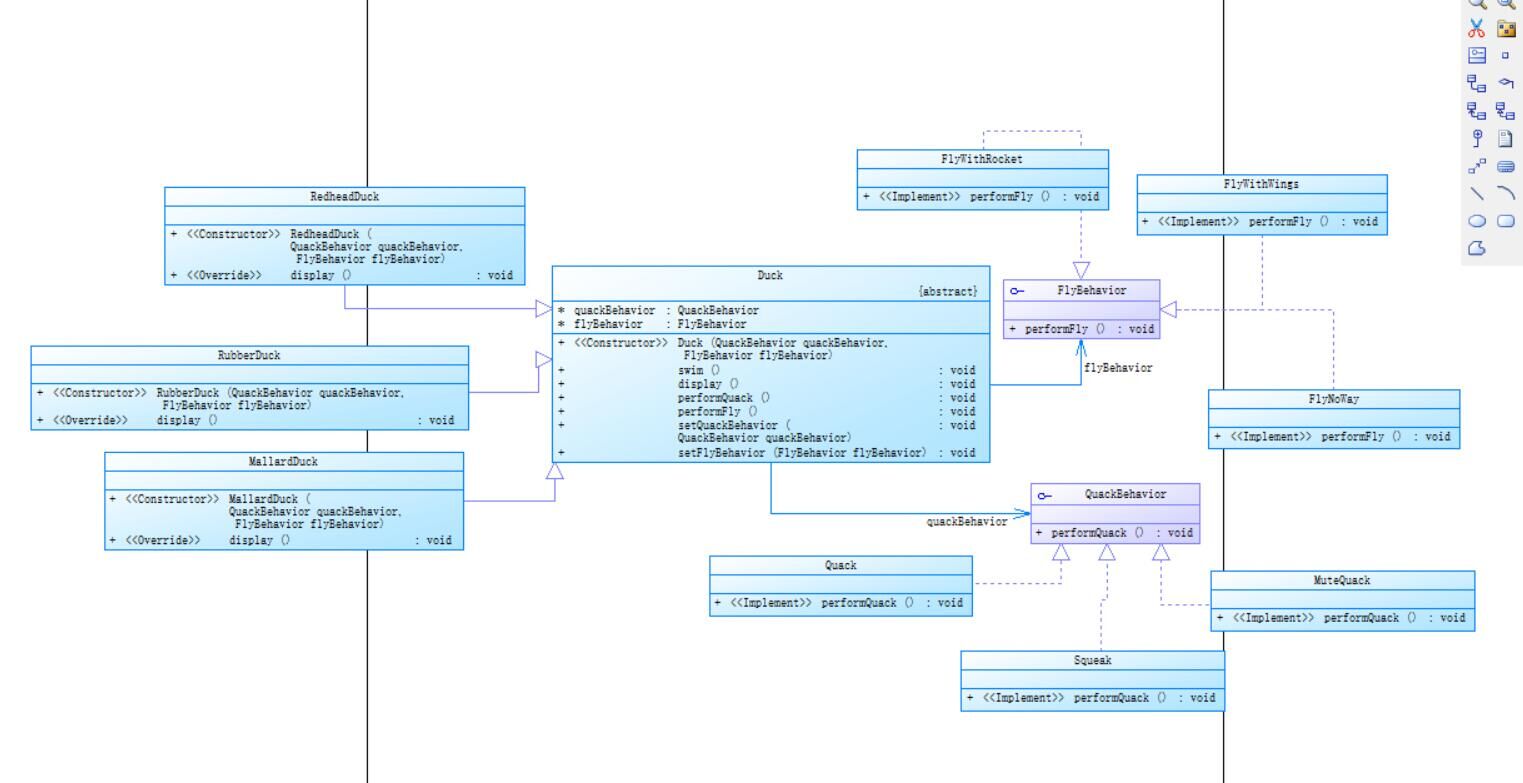 FlyWithRocket
+ <<Implement>> performFly () : void
FlyWithWings
+ <<Implement>> performFly () : void
RedheadDuck
+ <<Constructor>> RedheadDuck (
QuackBehavior quackBehavior,
FlyBehavior flyBehavior)
+ <<Override>> display () : void
Duck
{abstract}
* quackBehavior : QuackBehavior
* flyBehavior : FlyBehavior
+ <<Constructor>> Duck (QuackBehavior quackBehavior,
FlyBehavior flyBehavior)
+ swim () : void
+ display () : void
+ performQuack () : void
+ performFly () : void
+ setQuackBehavior ( : void
QuackBehavior quackBehavior)
+ setFlyBehavior (FlyBehavior flyBehavior) : void
FlyBehavior
+ performFly () : void
flyBehavior
RubberDuck
+ <<Constructor>> RubberDuck (QuackBehavior quackBehavior,
FlyBehavior flyBehavior)
+ <<Override>> display () : void
FlyNoWay
+ <<Implement>> performFly () : void
MallardDuck
+ <<Constructor>> MallardDuck (
QuackBehavior quackBehavior,
FlyBehavior flyBehavior)
+ <<Override>> display () : void
QuackBehavior
+ performQuack () : void
quackBehavior
Quack
+ <<Implement>> performQuack () : void
MuteQuack
+ <<Implement>> performQuack () : void
Squeak
+ <<Implement>> performQuack () : void